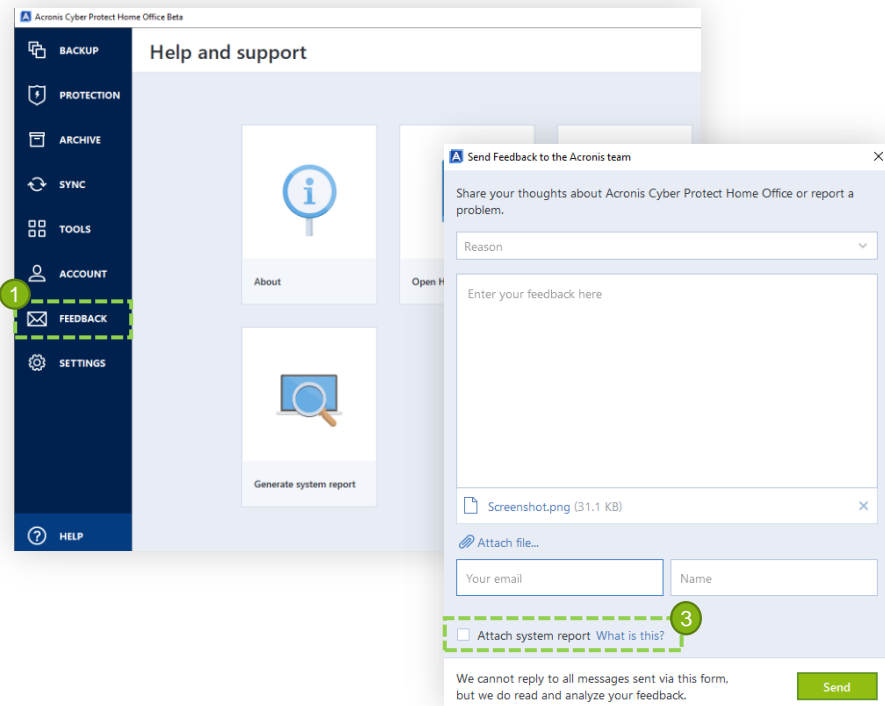 Acronis Cyber Protect Home Office Beta
BACKUP
PROTECTION
ARCHIVE
SYNC
TOOLS
ACCOUNT
1
FEEDBACK
SETTINGS
HELP
Help and support
About
Open H
Generate system report
A Send Feedback to the Acronis team
Share your thoughts about Acronis Cyber Protect Home Office or report a
problem.
Reason
Enter your feedback here
Screenshot.png (31.1 KB)
Attach file...
Your email
Name
3
Attach system report What is this?
We cannot reply to all messages sent via this form,
but we do read and analyze your feedback.
Send